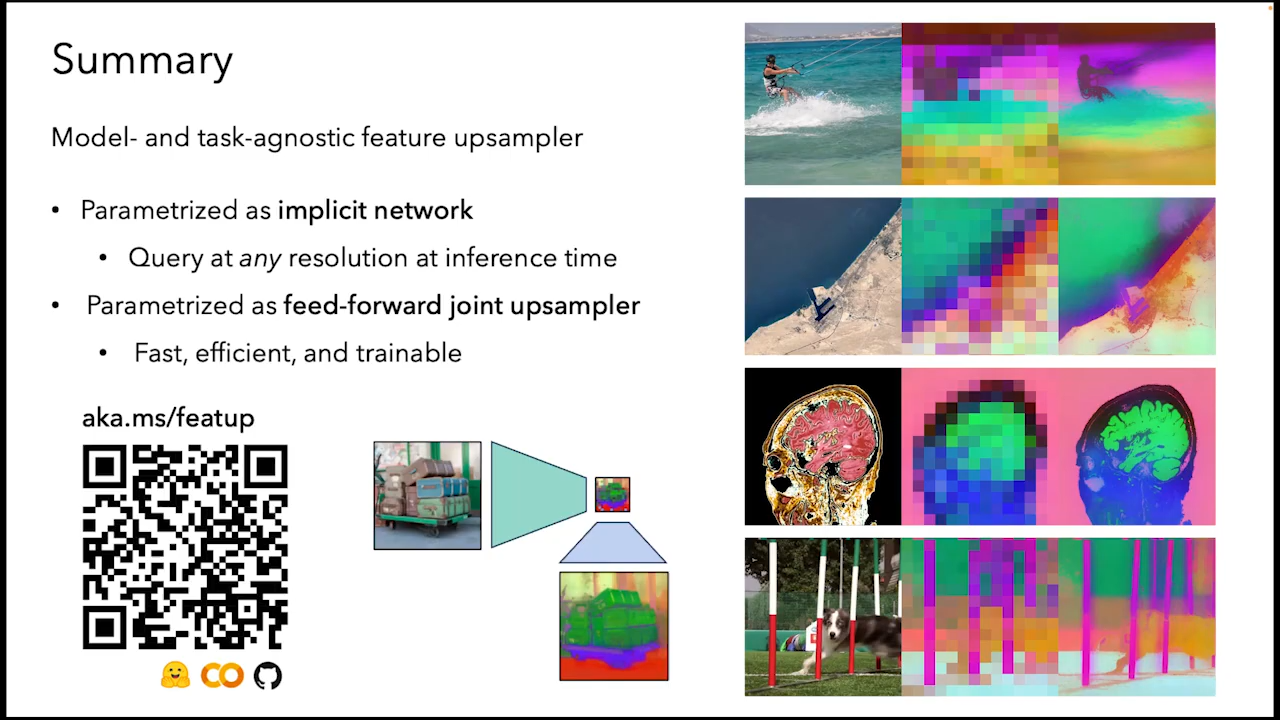 Summary
Model- and task-agnostic feature upsampler
• Parametrized as implicit network
• Query at any resolution at inference time
• Parametrized as feed-forward joint upsampler
• Fast, efficient, and trainable
aka.ms/featup